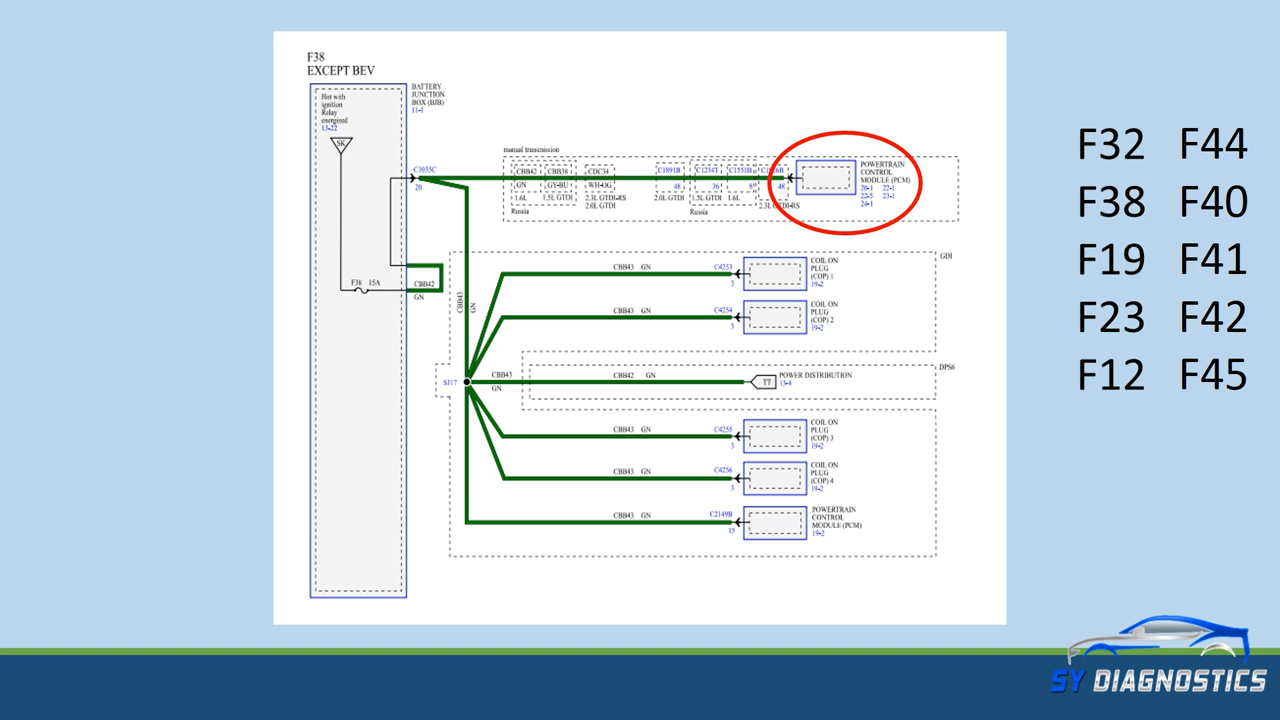 F38
EXCEPT BEV
BATTERY
JUNCTION
BOX (BJB)
11-1
Hot with
ignition
Relay
energized
13-22
SK
C1035C
20
F38 15A
CBB42
GN
manual transmission
CBB42
GN
1.6L
Russia
CBB38
GY-BU
1.5L GTDI
CDC34
WH-OG
2.3L GTDI-RS
2.0L GTDI
C1891B
48
2.0L GTDI
C1234T
36
1.5L GTDI
Russia
C1551B
8
1.6L
48
2.3L GTDI-RS
POWERTRAIN
CONTROL
MODULE (PCM)
20-1 22-1
22-5 23-1
24-1
GDI
CBB43
GN
CBB43 GN
C4253
3
COIL ON
PLUG
(COP) 1
19-2
CBB43 GN
C4254
3
COIL ON
PLUG
(COP) 2
19-2
DPS6
S117
CBB43
GN
CBB42 GN
TT
POWER DISTRIBUTION
13-4
CBB43 GN
C4255
3
COIL ON
PLUG
(COP) 3
19-2
CBB43 GN
C4256
3
COIL ON
PLUG
(COP) 4
19-2
CBB43 GN
C2149B
15
POWERTRAIN
CONTROL
MODULE (PCM)
19-2
F32 F44
F38 F40
F19 F41
F23 F42
F12 F45
SY DIAGNOSTICS